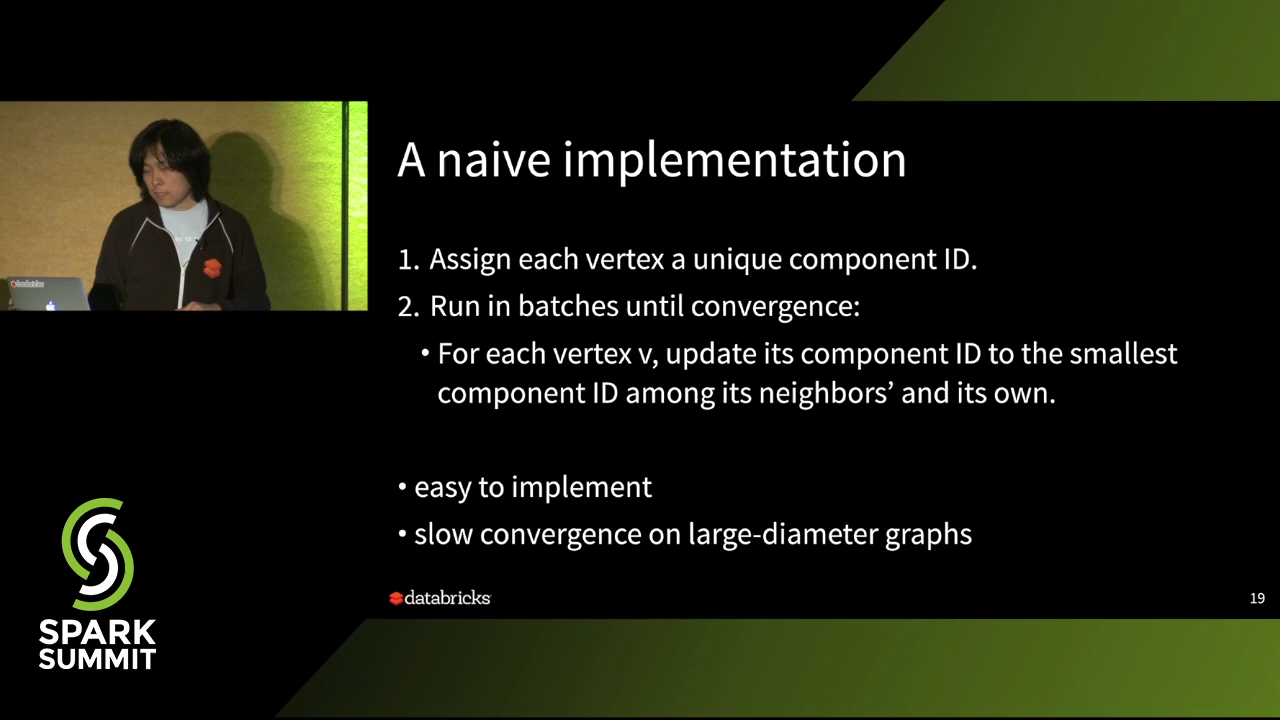 A naive implementation
1. Assign each vertex a unique component ID.
2. Run in batches until convergence:
• For each vertex v, update its component ID to the smallest
component ID among its neighbors’ and its own.
• easy to implement
• slow convergence on large-diameter graphs
databricks
19
SPARK
SUMMIT